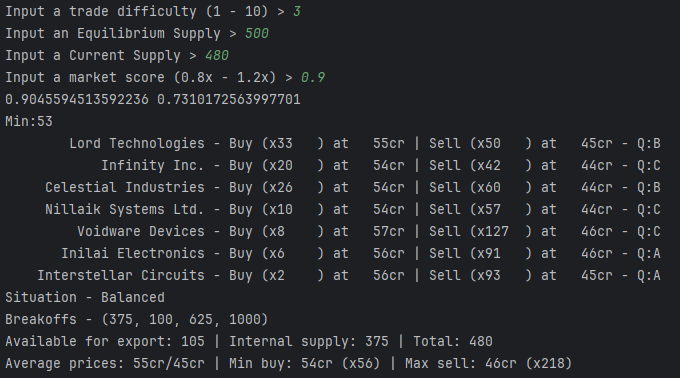 Input a trade difficulty (1 - 10) > 3
Input an Equilibrium Supply > 500
Input a Current Supply > 480
Input a market score (0.8x - 1.2x) > 0.9
0.9045594513592236 0.7310172563997701
Min:53
Lord Technologies - Buy (x33   ) at   55cr | Sell (x50   ) at   45cr - Q:B
Infinity Inc. - Buy (x20   ) at   54cr | Sell (x42   ) at   44cr - Q:C
Celestial Industries - Buy (x26   ) at   54cr | Sell (x60   ) at   44cr - Q:B
Nillaik Systems Ltd. - Buy (x10   ) at   54cr | Sell (x57   ) at   44cr - Q:C
Voidware Devices - Buy (x8    ) at   57cr | Sell (x127  ) at   46cr - Q:C
Inilai Electronics - Buy (x6    ) at   56cr | Sell (x91   ) at   46cr - Q:A
Interstellar Circuits - Buy (x2    ) at   56cr | Sell (x93   ) at   45cr - Q:A
Situation - Balanced
Breakoffs - (375, 100, 625, 1000)
Available for export: 105 | Internal supply: 375 | Total: 480
Average prices: 55cr/45cr | Min buy: 54cr (x56) | Max sell: 46cr (x218)